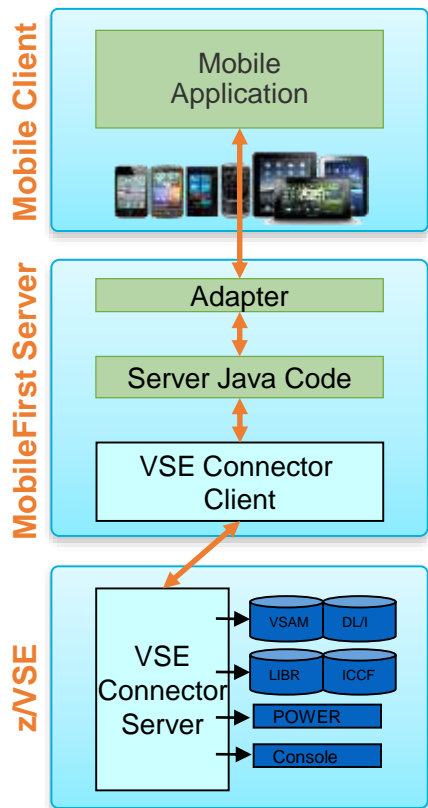 Mobile Client
Mobile
Application
MobileFirst Server
Adapter
Server Java Code
VSE Connector
Client
z/VSE
VSE
Connector
Server
VSAM
DL/I
LIBR
ICCF
POWER
Console